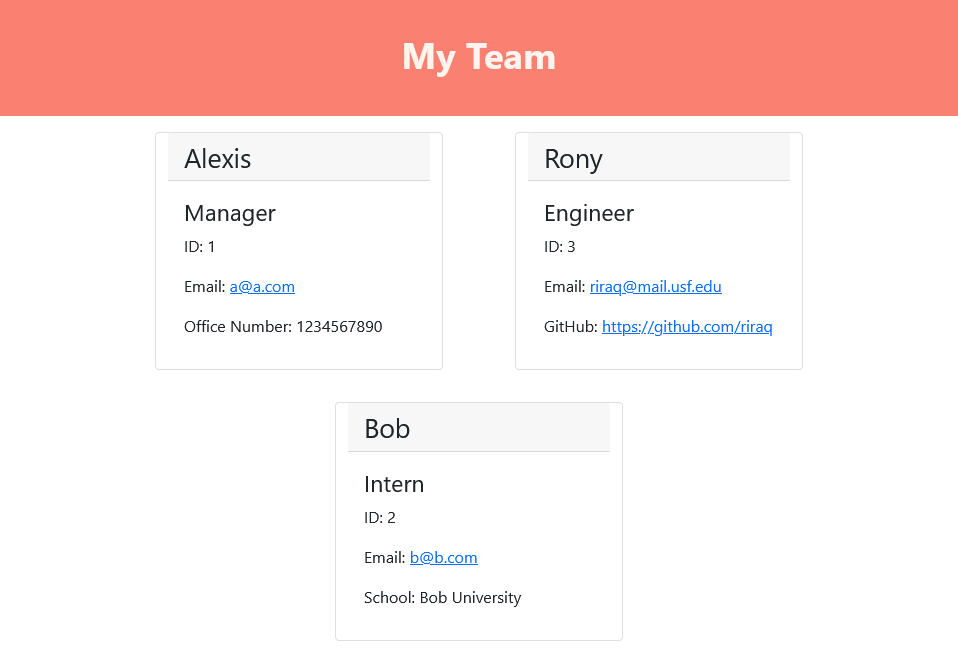 My Team
Alexis
Manager
ID: 1
Email: a@a.com
Office Number: 1234567890
Rony
Engineer
ID: 3
Email: riraq@mail.usf.edu
GitHub: https://github.com/riraq
Bob
Intern
ID: 2
Email: b@b.com
School: Bob University